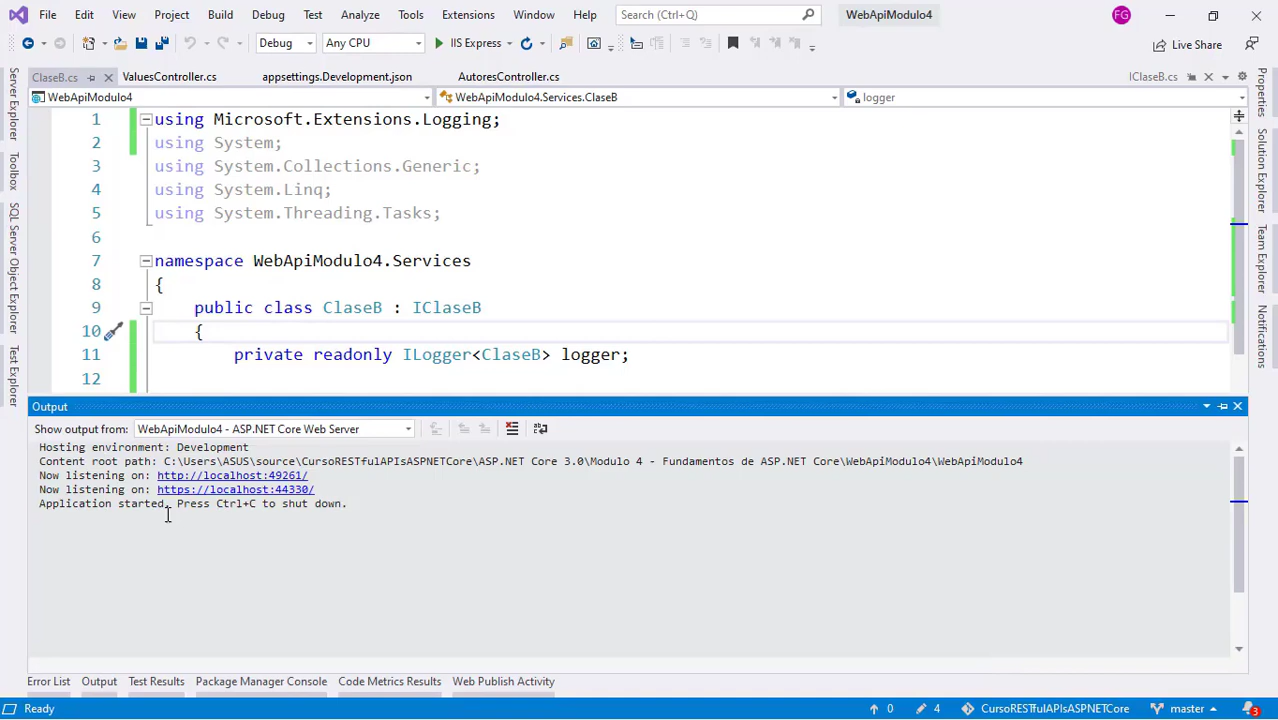 File Edit View Project Build Debug Test Analyze Tools Extensions Window Help Search (Ctrl+Q) WebApiModulo4 FG
Debug Any CPU IIS Express Live Share
ClaseB.cs ValuesController.cs appsettings.Development.json AutoresController.cs IClaseB.cs
WebApiModulo4 WebApiModulo4.Services.ClaseB logger
1 using Microsoft.Extensions.Logging;
2 using System;
3 using System.Collections.Generic;
4 using System.Linq;
5 using System.Threading.Tasks;
6
7 namespace WebApiModulo4.Services
8 {
9 public class ClaseB : IClaseB
10 {
11 private readonly ILogger<ClaseB> logger;
12
Server Explorer
Toolbox
SQL Server Object Explorer
Test Explorer
Properties
Solution Explorer
Team Explorer
Notifications
Output
Show output from: WebApiModulo4 - ASP.NET Core Web Server
Hosting environment: Development
Content root path: C:\Users\ASUS\source\CursoRESTfulAPIsASPNETCore\ASP.NET Core 3.0\Modulo 4 - Fundamentos de ASP.NET Core\WebApiModulo4\WebApiModulo4
Now listening on: http://localhost:49261/
Now listening on: https://localhost:44330/
Application started. Press Ctrl+C to shut down.
Error List Output Test Results Package Manager Console Code Metrics Results Web Publish Activity
Ready 0 4 CursoRESTfulAPIsASPNETCore master 3